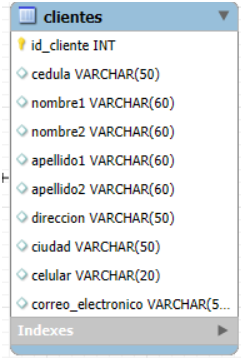 clientes
id_cliente INT
cedula VARCHAR(50)
nombre1 VARCHAR(60)
nombre2 VARCHAR(60)
apellido1 VARCHAR(60)
apellido2 VARCHAR(60)
direccion VARCHAR(50)
ciudad VARCHAR(50)
celular VARCHAR(20)
correo_electronico VARCHAR(5...
Indexes